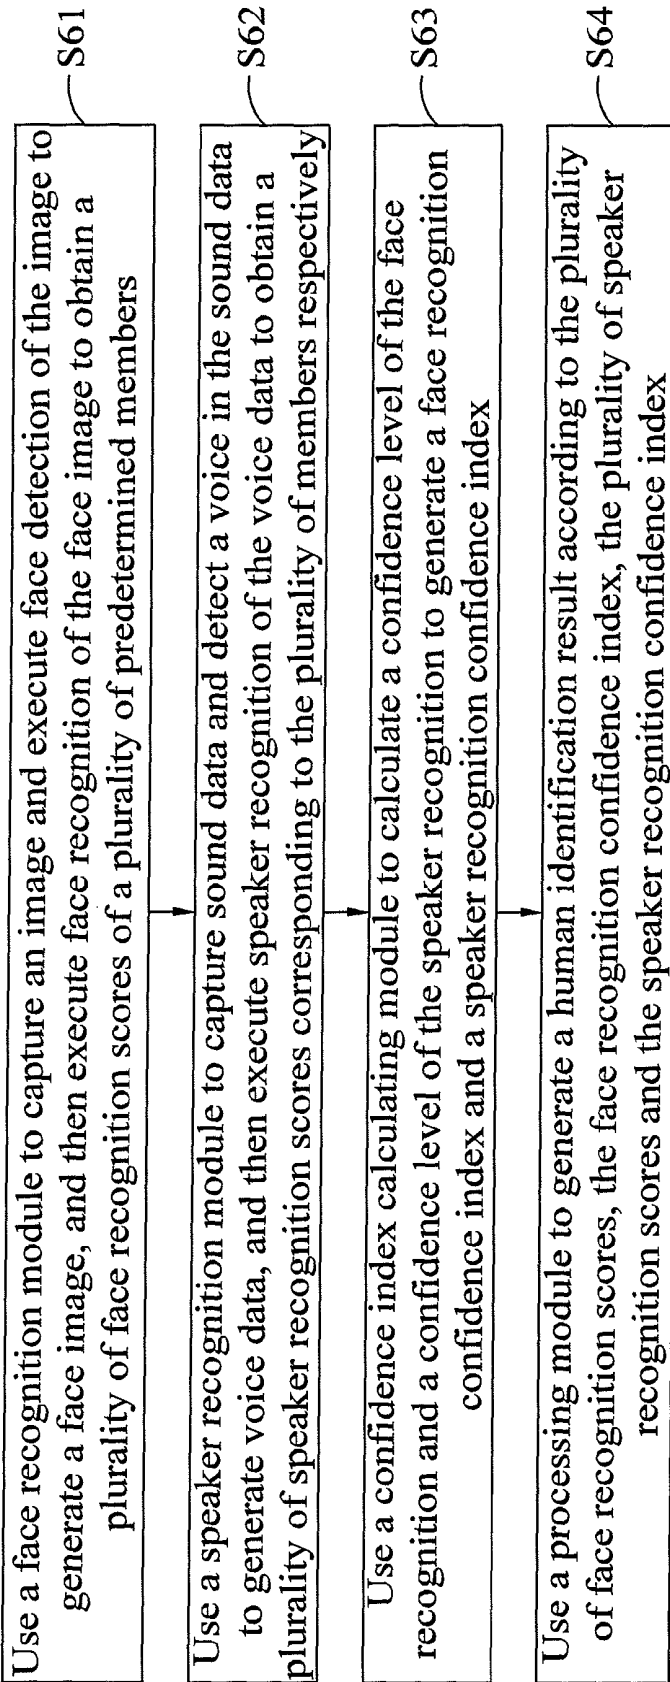 Use a face recognition module to capture an image and execute face detection of the image to
generate a face image, and then execute face recognition of the face image to obtain a
plurality of face recognition scores of a plurality of predetermined members
S61
Use a speaker recognition module to capture sound data and detect a voice in the sound data
to generate voice data, and then execute speaker recognition of the voice data to obtain a
plurality of speaker recognition scores corresponding to the plurality of members respectively
S62
Use a confidence index calculating module to calculate a confidence level of the face
recognition and a confidence level of the speaker recognition to generate a face recognition
confidence index and a speaker recognition confidence index
S63
Use a processing module to generate a human identification result according to the plurality
of face recognition scores, the face recognition confidence index, the plurality of speaker
recognition scores and the speaker recognition confidence index
S64